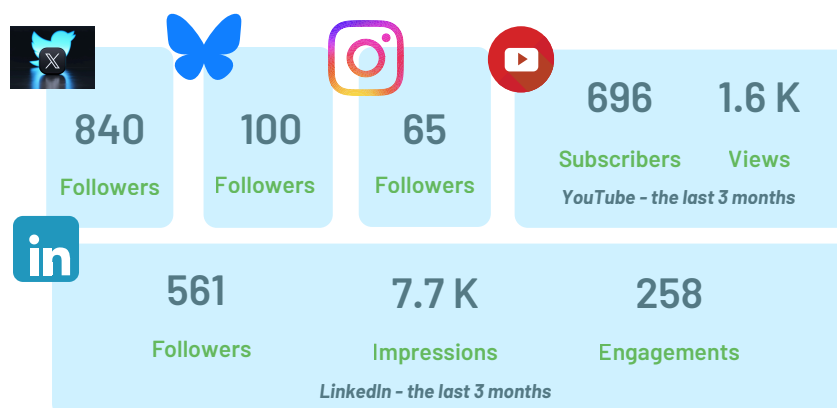 840
Followers
100
Followers
65
Followers
696
Subscribers
1.6 K
Views
YouTube - the last 3 months
in
561
Followers
7.7 K
Impressions
258
Engagements
LinkedIn - the last 3 months